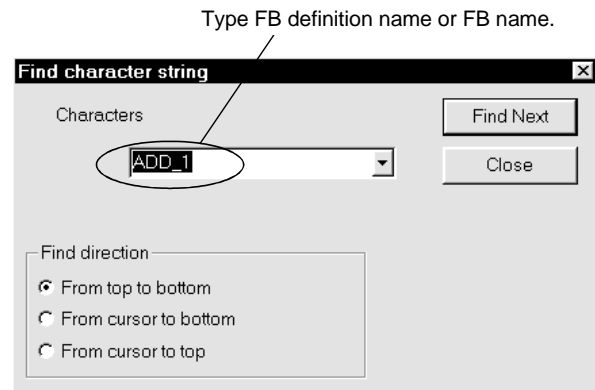 Type FB definition name or FB name.
Find character string
Characters
Find Next
ADD_1
Close
Find direction
From top to bottom
From cursor to bottom
From cursor to top